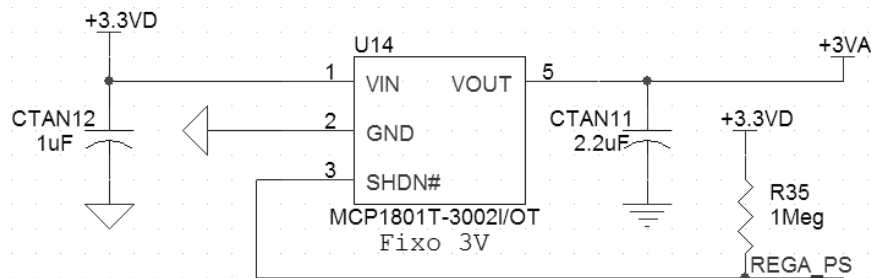 +3.3VD
U14
+3VA
1
VIN
VOUT
5
CTAN12
1uF
2
GND
CTAN11
2.2uF
+3.3VD
3
SHDN#
R35
1Meg
MCP1801T-3002I/OT
Fixo 3V
REGA_PS